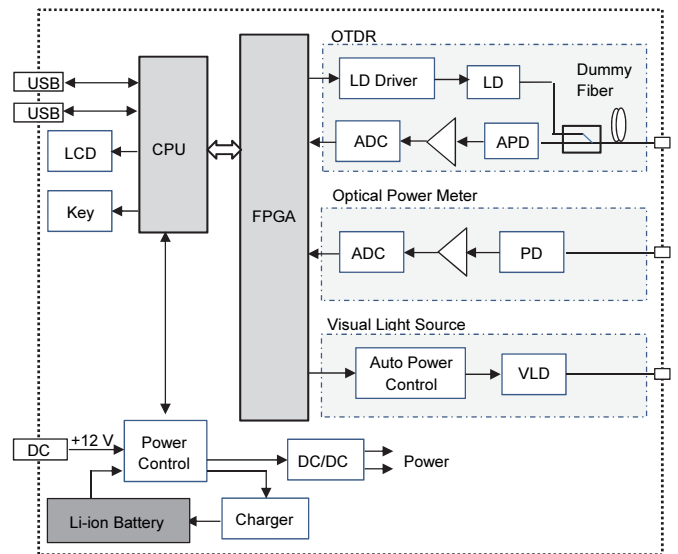 OTDR
LD Driver
LD
Dummy
Fiber
USB
USB
LCD
Key
CPU
FPGA
ADC
APD
Optical Power Meter
ADC
PD
Visual Light Source
Auto Power
Control
VLD
DC
+12 V
Power
Control
DC/DC
Power
Li-ion Battery
Charger